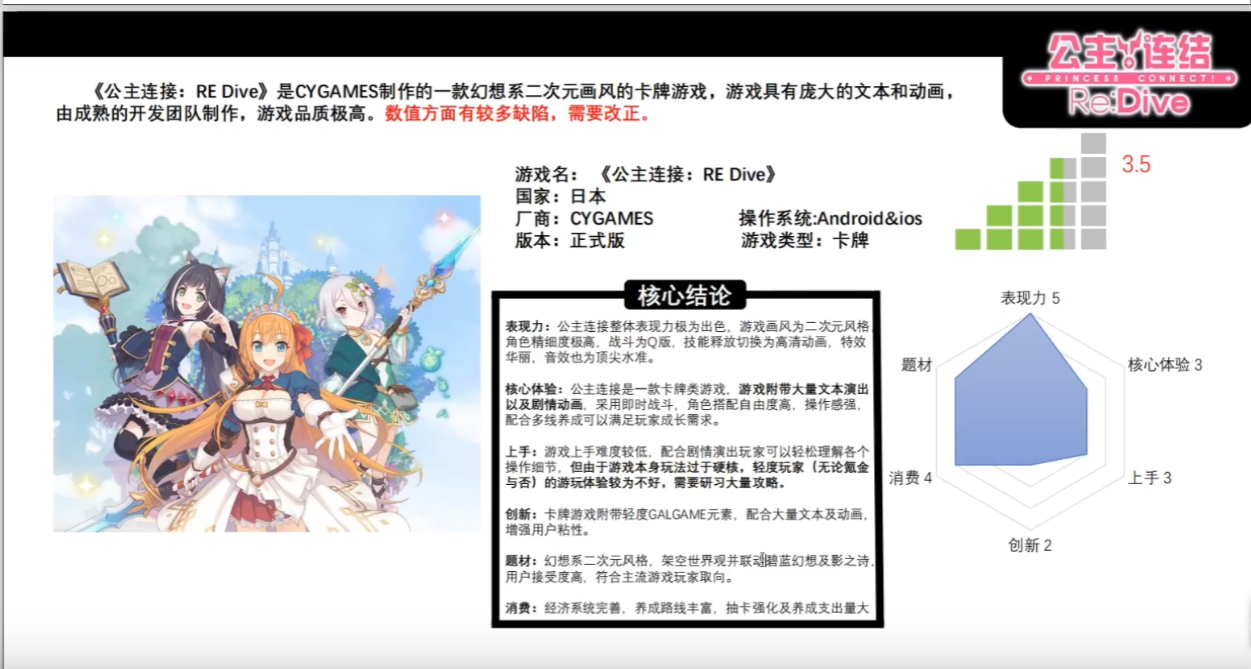 公主连结
PRINCESS CONNECT!
Re:Dive
《公主连接：RE Dive》是CYGAMES制作的一款幻想系二次元画风的卡牌游戏，游戏具有庞大的文本和动画，
由成熟的开发团队制作，游戏品质极高。数值方面有较多缺陷，需要改正。
3.5
游戏名： 《公主连接：RE Dive》
国家：日本
厂商：CYGAMES 操作系统:Android&ios
版本：正式版 游戏类型：卡牌
核心结论
表现力：公主连接整体表现力极为出色，游戏画风为二次元风格，
角色精细度极高，战斗为Q版，技能释放切换为高清动画，特效
华丽，音效也为顶尖水准。
核心体验：公主连接是一款卡牌类游戏，游戏附带大量文本演出
以及剧情动画，采用即时战斗，角色搭配自由度高，操作感强，
配合多线养成可以满足玩家成长需求。
上手：游戏上手难度较低，配合剧情演出玩家可以轻松理解各个
操作细节，但由于游戏本身玩法过于硬核，轻度玩家（无论氪金
与否）的游玩体验较为不好，需要研习大量攻略。
创新：卡牌游戏附带轻度GALGAME元素，配合大量文本及动画，
增强用户粘性。
题材：幻想系二次元风格，架空世界观并联动碧蓝幻想及影之诗，
用户接受度高，符合主流游戏玩家取向。
消费：经济系统完善，养成路线丰富，抽卡强化及养成支出量大
表现力 5
题材
核心体验 3
消费 4
上手 3
创新 2